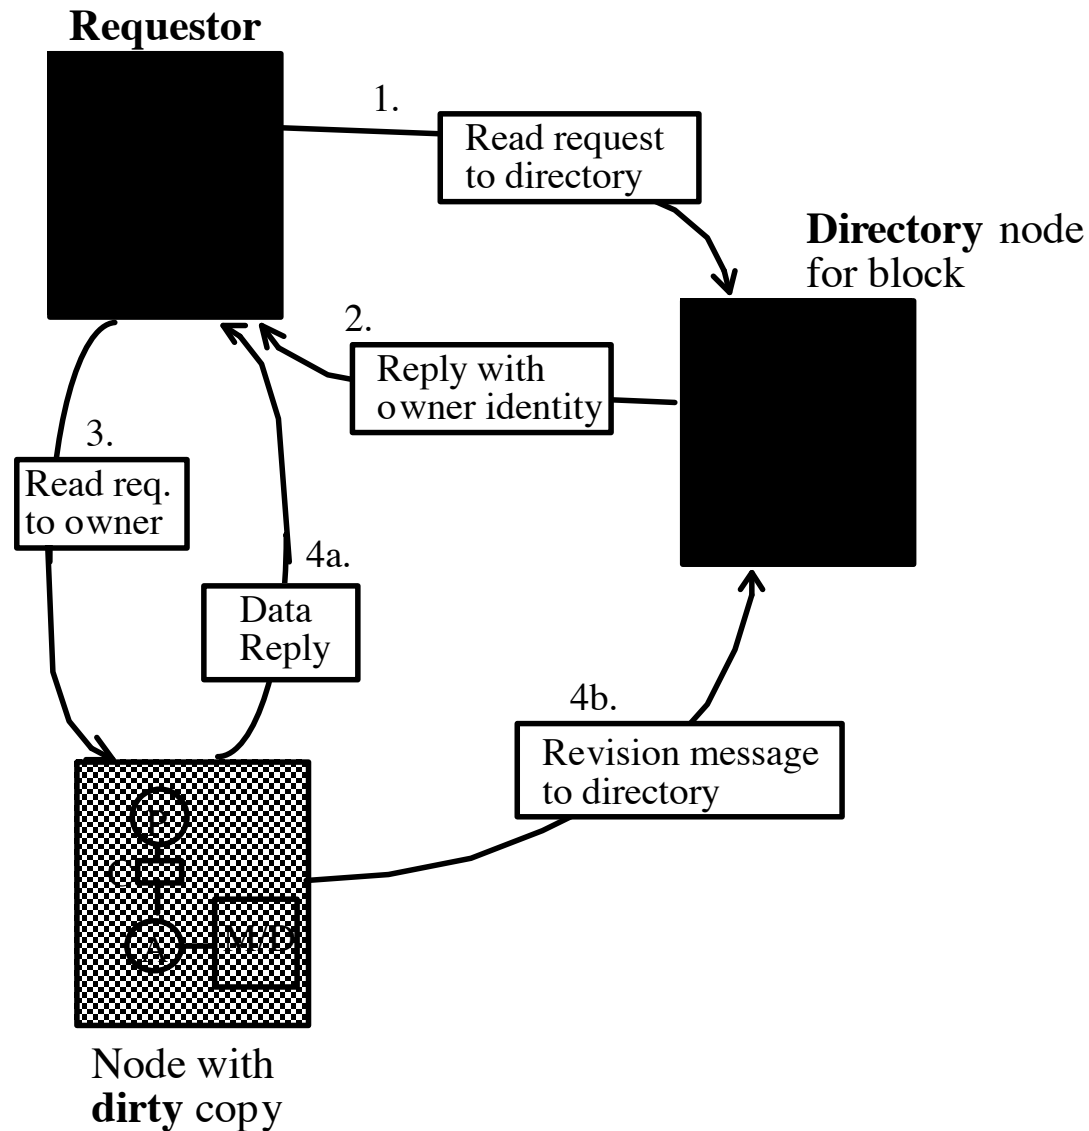 Requestor
1.
Read request
to directory
Directory node
for block
2.
Reply with
owner identity
3.
Read req.
to owner
4a.
Data
Reply
4b.
Revision message
to directory
P
C
A
M/D
Node with
dirty copy